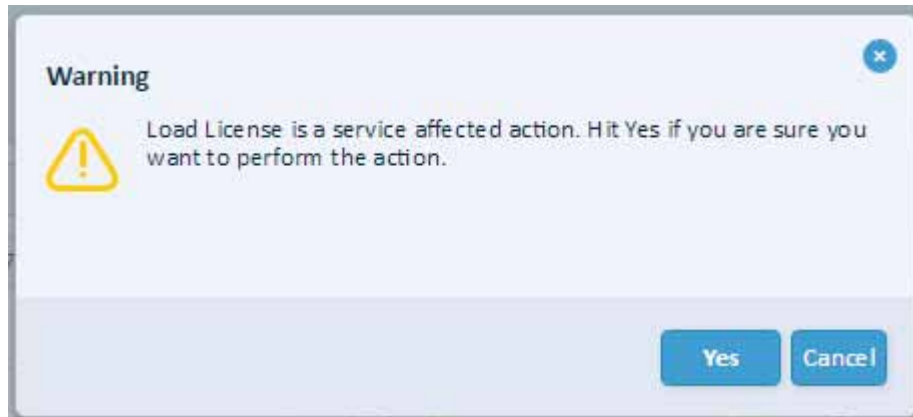 Warning
Load License is a service affected action. Hit Yes if you are sure you
want to perform the action.
Yes
Cancel